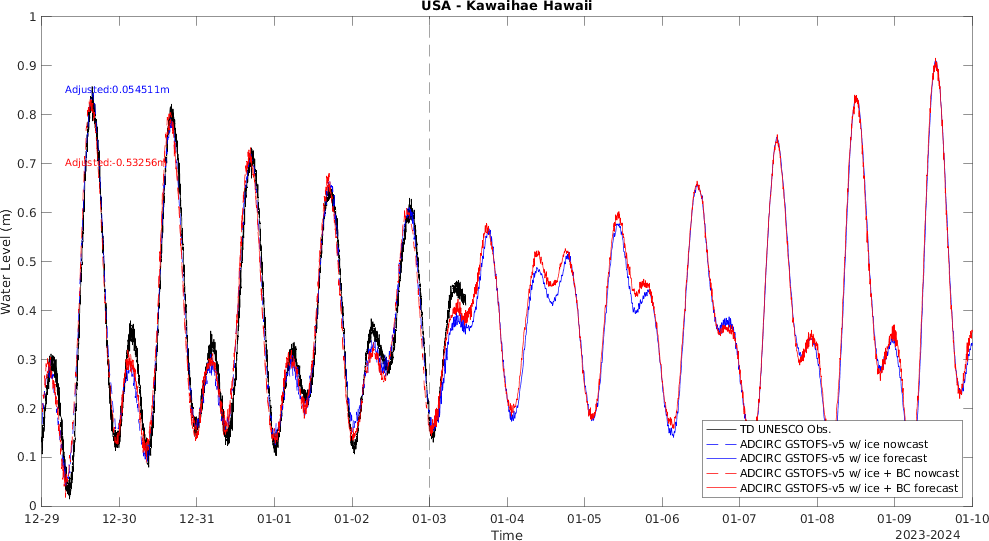 USA - Kawaihae Hawaii
1
0.9
0.8
0.7
0.6
0.5
0.4
0.3
0.2
0.1
0
Water Level (m)
Adjusted:0.054511m
Adjusted:-0.53256m
TD UNESCO Obs.
ADCIRC GSTOFS-v5 w/ ice nowcast
ADCIRC GSTOFS-v5 w/ ice forecast
ADCIRC GSTOFS-v5 w/ ice + BC nowcast
ADCIRC GSTOFS-v5 w/ ice + BC forecast
12-29 12-30 12-31 01-01 01-02 01-03 01-04 01-05 01-06 01-07 01-08 01-09 01-10
Time
2023-2024